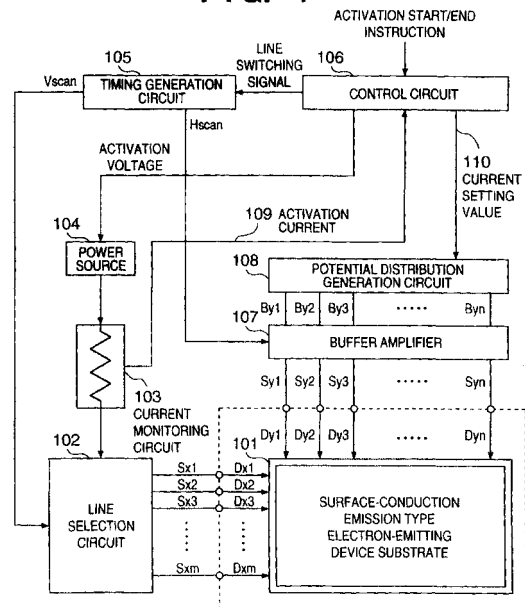 ACTIVATION START/END
INSTRUCTION
105
LINE
SWITCHING
SIGNAL
106
Vscan
TIMING GENERATION
CIRCUIT
CONTROL CIRCUIT
Hscan
ACTIVATION
VOLTAGE
110
CURRENT
SETTING
VALUE
104
109 ACTIVATION
CURRENT
POWER
SOURCE
108
POTENTIAL DISTRIBUTION
GENERATION CIRCUIT
By1 By2 By3 ..... Byn
107
BUFFER AMPLIFIER
103
CURRENT
MONITORING
CIRCUIT
Sy1 Sy2 Sy3 ..... Syn
Dy1 Dy2 Dy3 ..... Dyn
102
101
LINE
SELECTION
CIRCUIT
Sx1 Dx1
Sx2 Dx2
Sx3 Dx3
Sxm Dxm
SURFACE-CONDUCTION
EMISSION TYPE
ELECTRON-EMITTING
DEVICE SUBSTRATE